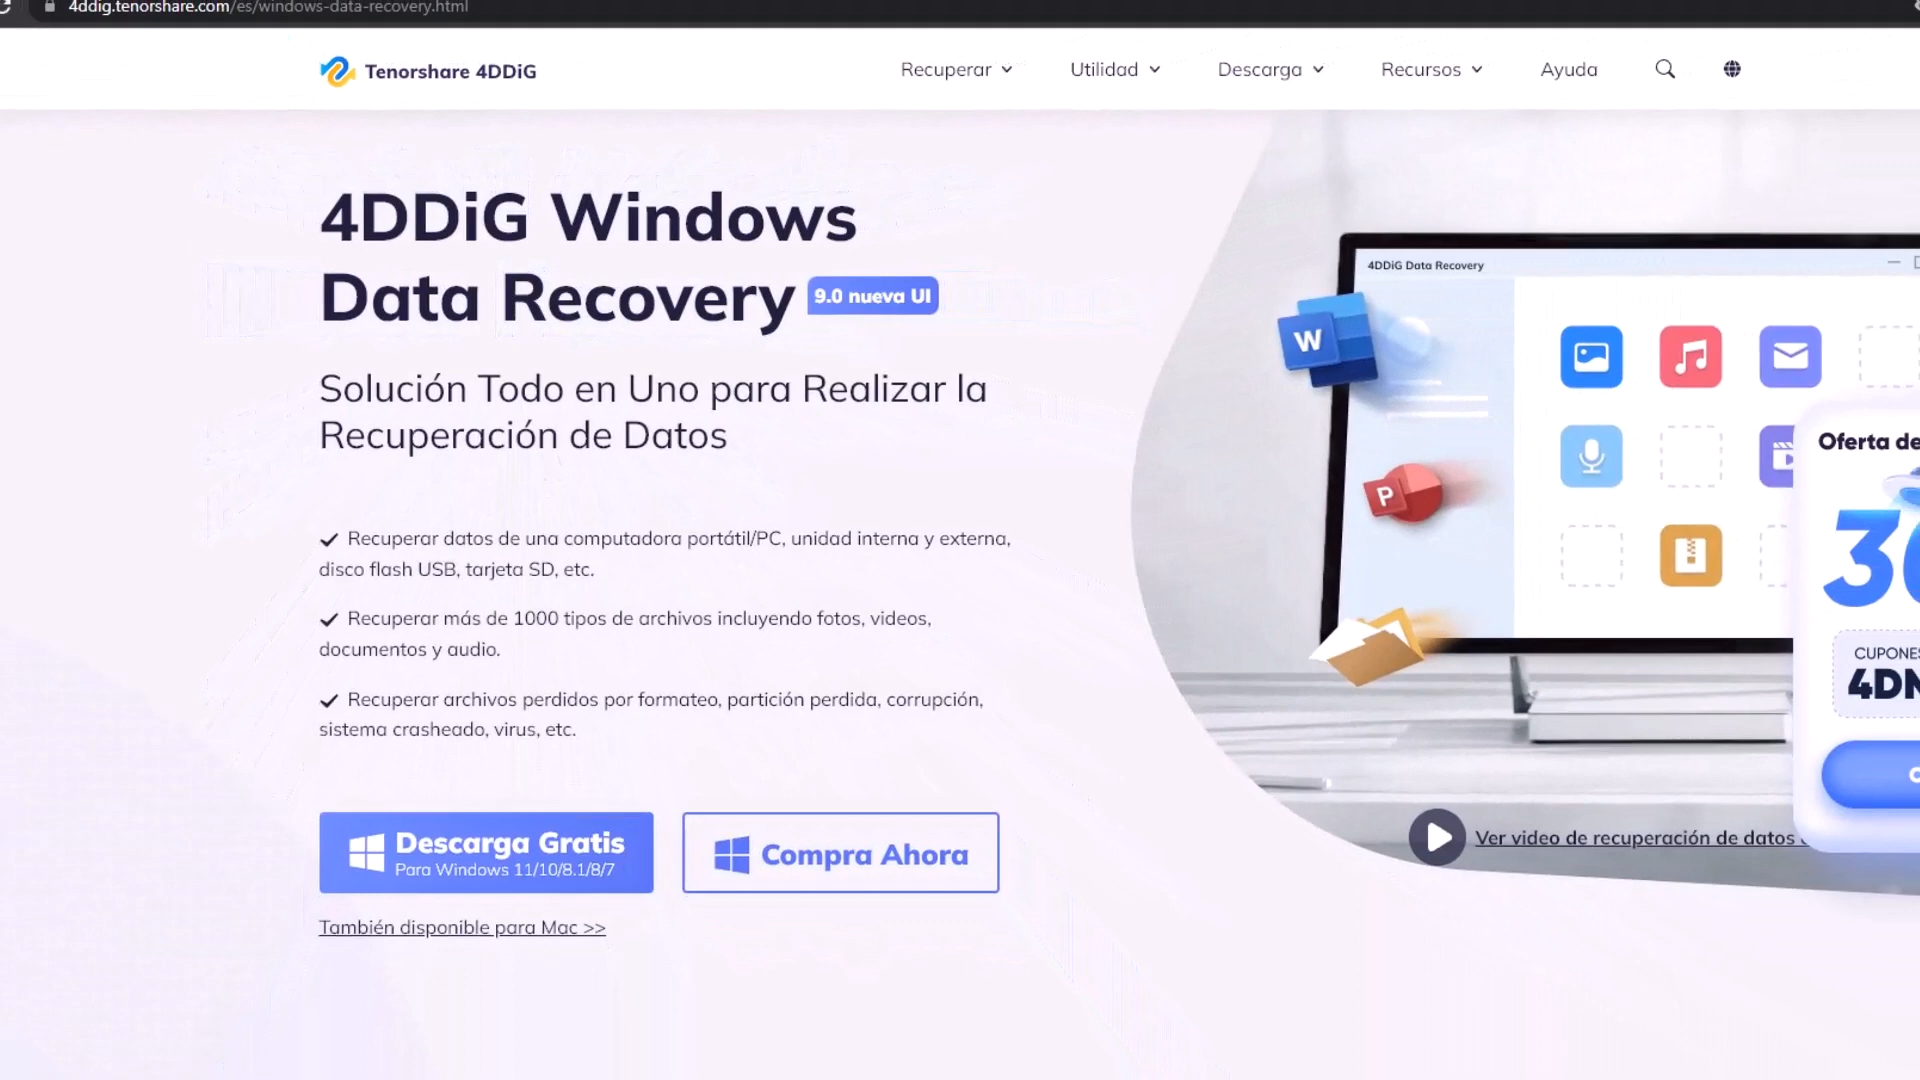 4ddig.tenorshare.com/es/windows-data-recovery.html
Tenorshare 4DDiG
Recuperar
Utilidad
Descarga
Recursos
Ayuda
4DDiG Windows
Data Recovery
9.0 nueva UI
Solución Todo en Uno para Realizar la
Recuperación de Datos
Recuperar datos de una computadora portátil/PC, unidad interna y externa,
disco flash USB, tarjeta SD, etc.
Recuperar más de 1000 tipos de archivos incluyendo fotos, videos,
documentos y audio.
Recuperar archivos perdidos por formateo, partición perdida, corrupción,
sistema crasheado, virus, etc.
Descarga Gratis
Para Windows 11/10/8.1/8/7
Compra Ahora
También disponible para Mac >>
4DDiG Data Recovery
W
P
Oferta de
CUPONES
Ver video de recuperación de datos